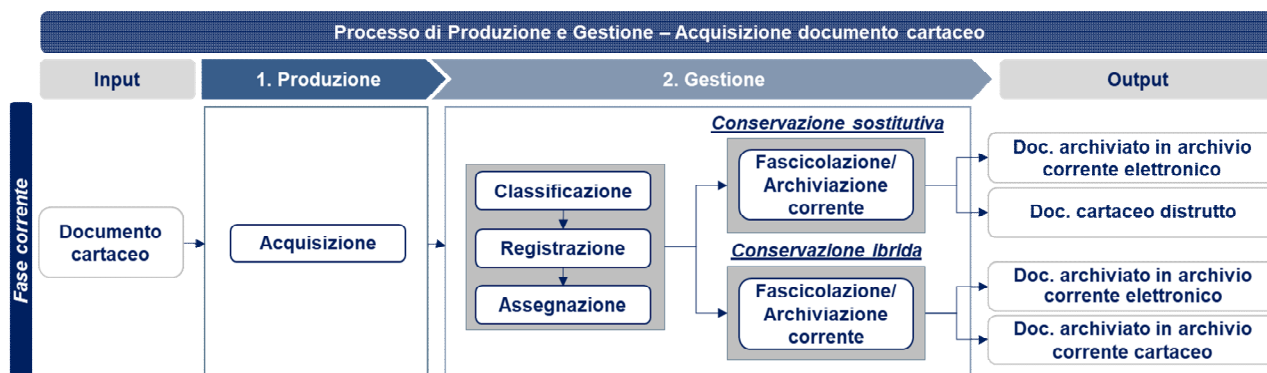 Processo di Produzione e Gestione – Acquisizione documento cartaceo
Input
1. Produzione
2. Gestione
Output
Fase corrente
Documento
cartaceo
Acquisizione
Classificazione
Registrazione
Assegnazione
Conservazione sostitutiva
Fascicolazione/
Archiviazione
corrente
Conservazione ibrida
Fascicolazione/
Archiviazione
corrente
Doc. archiviato in archivio
corrente elettronico
Doc. cartaceo distrutto
Doc. archiviato in archivio
corrente elettronico
Doc. archiviato in archivio
corrente cartaceo